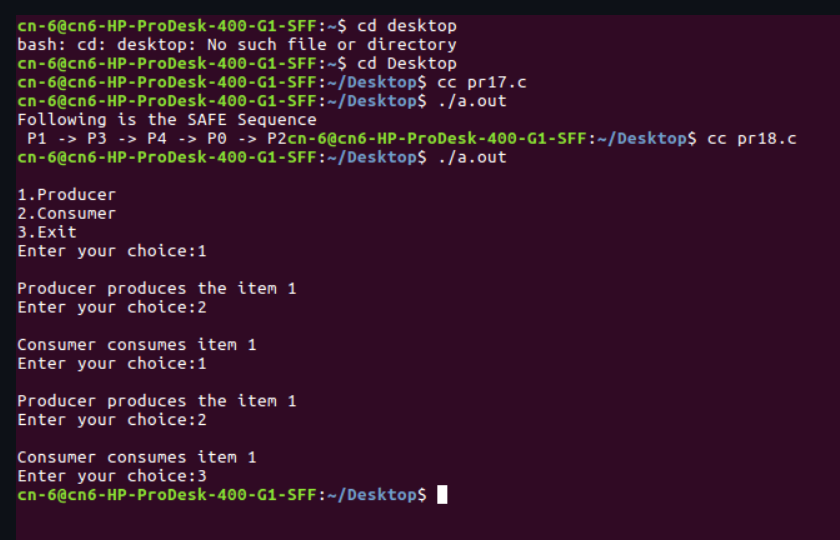 cn-6@cn6-HP-ProDesk-400-G1-SFF:~$ cd desktop
bash: cd: desktop: No such file or directory
cn-6@cn6-HP-ProDesk-400-G1-SFF:~$ cd Desktop
cn-6@cn6-HP-ProDesk-400-G1-SFF:~/Desktop$ cc pr17.c
cn-6@cn6-HP-ProDesk-400-G1-SFF:~/Desktop$ ./a.out
Following is the SAFE Sequence
 P1 -> P3 -> P4 -> P0 -> P2cn-6@cn6-HP-ProDesk-400-G1-SFF:~/Desktop$ cc pr18.c
cn-6@cn6-HP-ProDesk-400-G1-SFF:~/Desktop$ ./a.out

1.Producer
2.Consumer
3.Exit
Enter your choice:1

Producer produces the item 1
Enter your choice:2

Consumer consumes item 1
Enter your choice:1

Producer produces the item 1
Enter your choice:2

Consumer consumes item 1
Enter your choice:3
cn-6@cn6-HP-ProDesk-400-G1-SFF:~/Desktop$